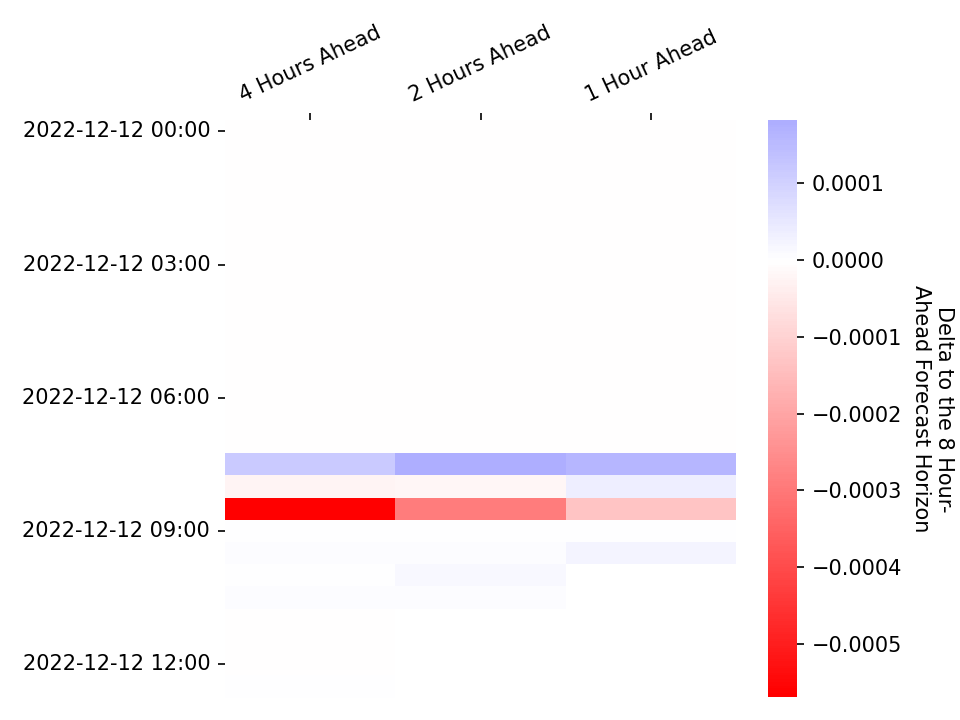 4 Hours Ahead
2 Hours Ahead
1 Hour Ahead
2022-12-12 00:00
2022-12-12 03:00
2022-12-12 06:00
2022-12-12 09:00
2022-12-12 12:00
0.0001
0.0000
−0.0001
−0.0002
−0.0003
−0.0004
−0.0005
Delta to the 8 Hour-
Ahead Forecast Horizon